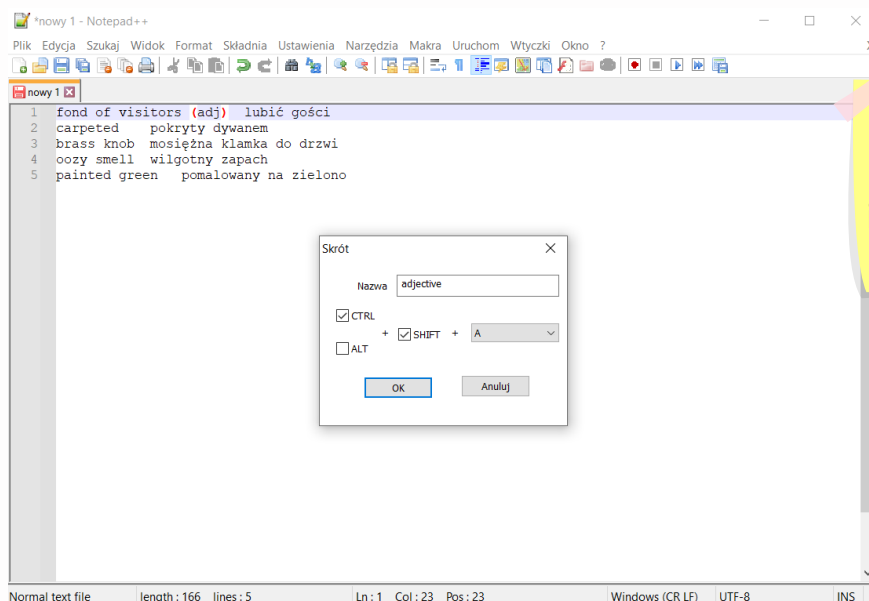 *nowy 1 - Notepad++
Plik Edycja Szukaj Widok Format Składnia Ustawienia Narzędzia Makra Uruchom Wtyczki Okno ?
nowy 1
1 fond of visitors (adj)  lubić gości
2 carpeted    pokryty dywanem
3 brass knob  mosiężna klamka do drzwi
4 oozy smell  wilgotny zapach
5 painted green   pomalowany na zielono
Skrót
Nazwa adjective
CTRL
+ SHIFT + A
ALT
OK Anuluj
Normal text file length : 166 lines : 5 Ln : 1 Col : 23 Pos : 23 Windows (CR LF) UTF-8 INS